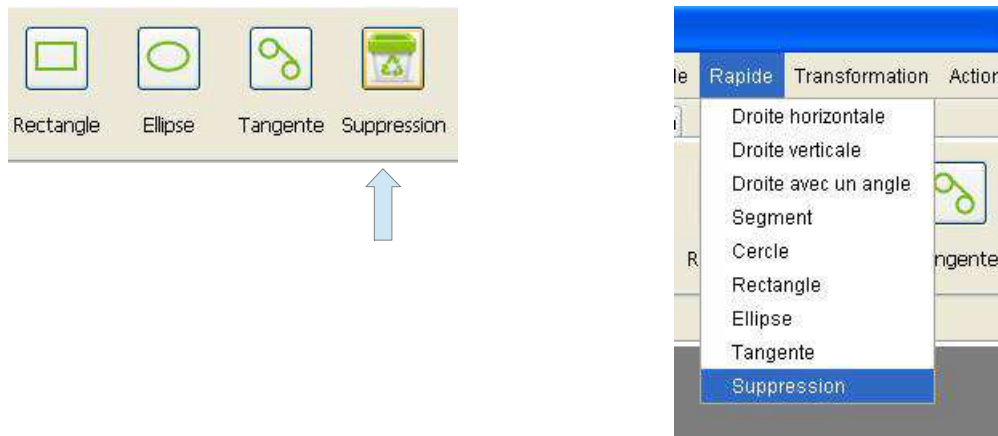 Rectangle Ellipse Tangente Suppression
le Rapide Transformation Action
Droite horizontale
Droite verticale
Droite avec un angle
Segment
Cercle
R ngente
Rectangle
Ellipse
Tangente
Suppression